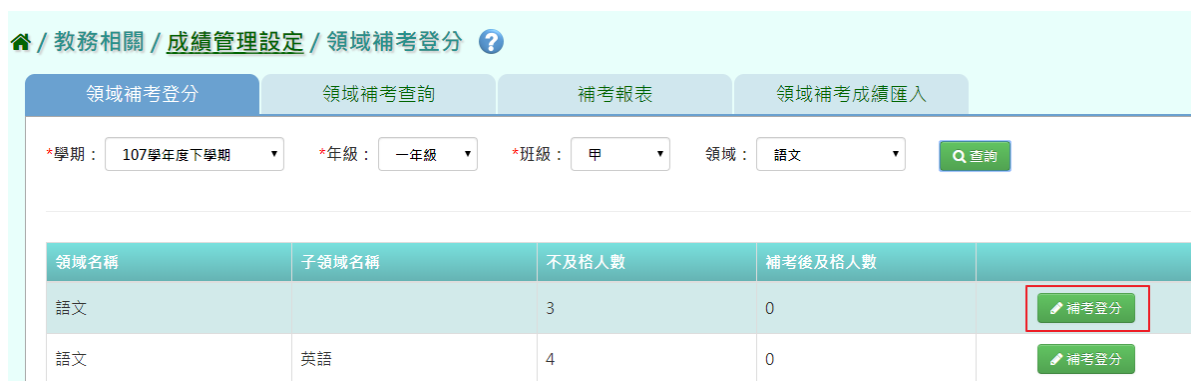 / 教務相關 / 成績管理設定 / 領域補考登分 ?
領域補考登分 領域補考查詢 補考報表 領域補考成績匯入
*學期： 107學年度下學期 *年級： 一年級 *班級： 甲 領域： 語文 查詢
領域名稱 子領域名稱 不及格人數 補考後及格人數
語文 3 0 補考登分
語文 英語 4 0 補考登分